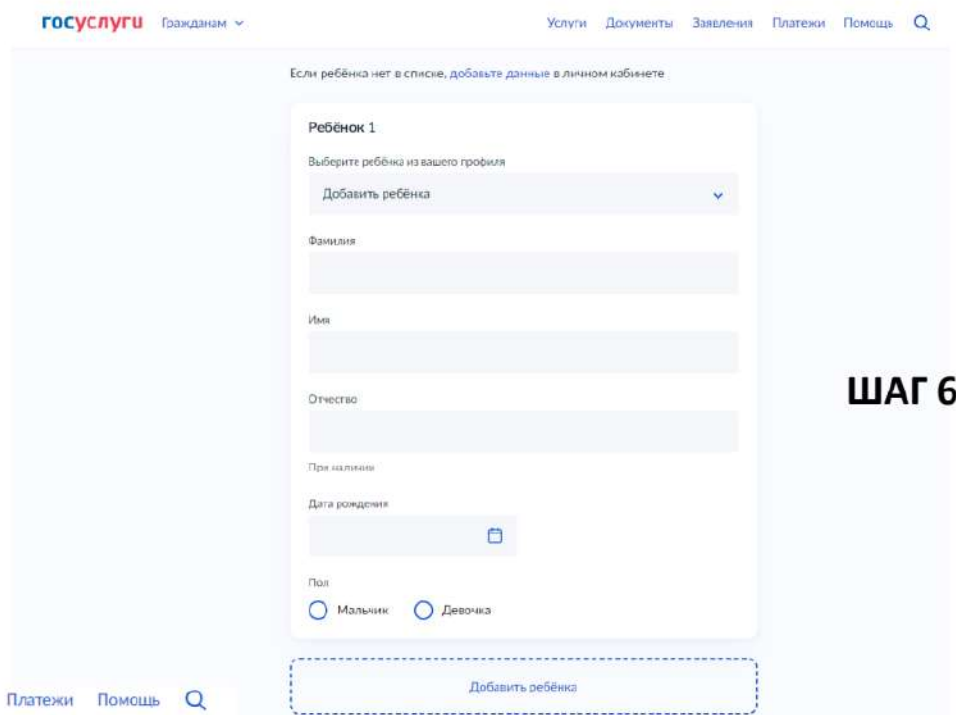 госуслуги Гражданам Услуги Документы Заявления Платежи Помощь
Если ребёнка нет в списке, добавьте данные в личном кабинете
Ребёнок 1
Выберите ребёнка из вашего профиля
Добавить ребёнка
Фамилия
Имя
ШАГ 6
Отчество
При наличии
Дата рождения
Пол
Мальчик Девочка
Добавить ребёнка
Платежи Помощь